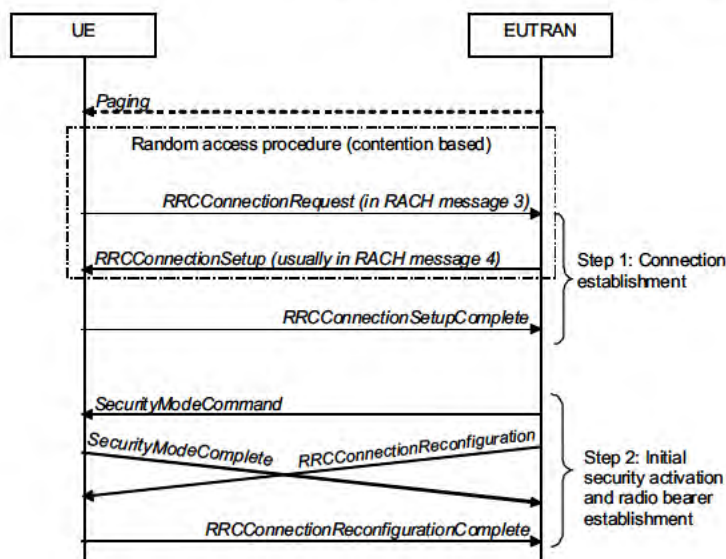 UE
EUTRAN
Paging
Random access procedure (contention based)
RRCConnectionRequest (in RACH message 3)
RRCConnectionSetup (usually in RACH message 4)
Step 1: Connection
establishment
RRCConnectionSetupComplete
SecurityModeCommand
SecurityModeComplete
RRCConnectionReconfiguration
Step 2: Initial
security activation
and radio bearer
establishment
RRCConnectionReconfigurationComplete